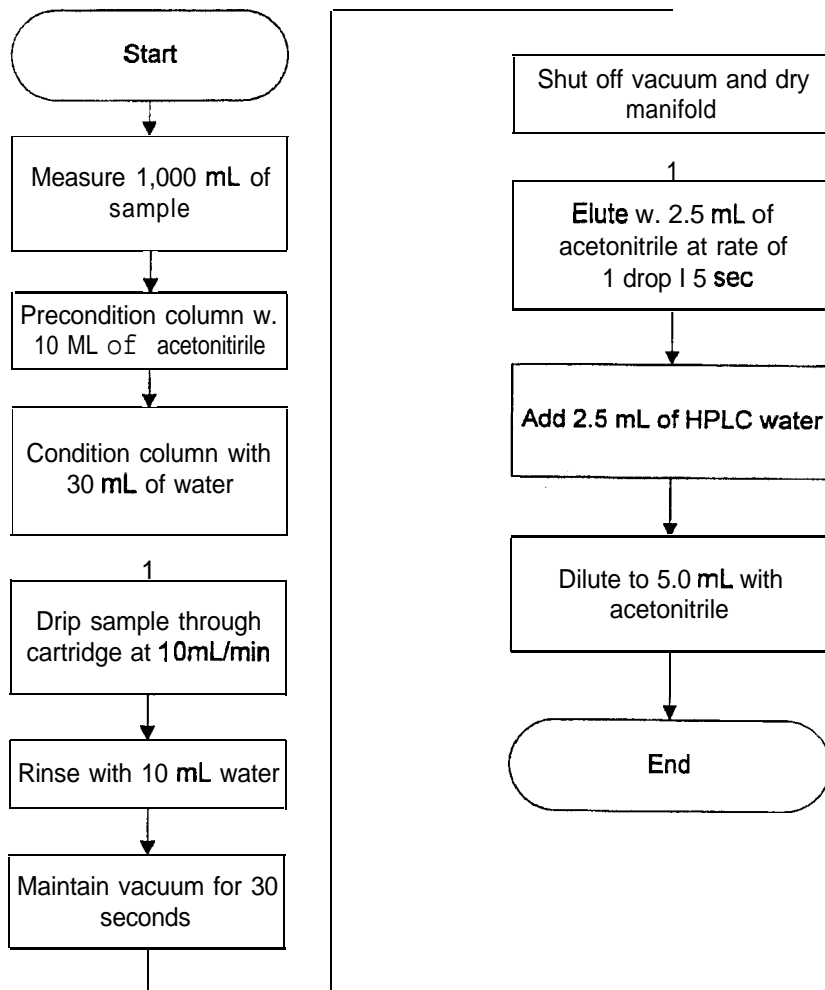 Start
Measure 1,000 mL of
sample
Precondition column w.
10 ML of acetonitirile
Condition column with
30 mL of water
1
Drip sample through
cartridge at 10mL/min
Rinse with 10 mL water
Maintain vacuum for 30
seconds
Shut off vacuum and dry
manifold
1
Elute w. 2.5 mL of
acetonitrile at rate of
1 drop I 5 sec
Add 2.5 mL of HPLC water
Dilute to 5.0 mL with
acetonitrile
End